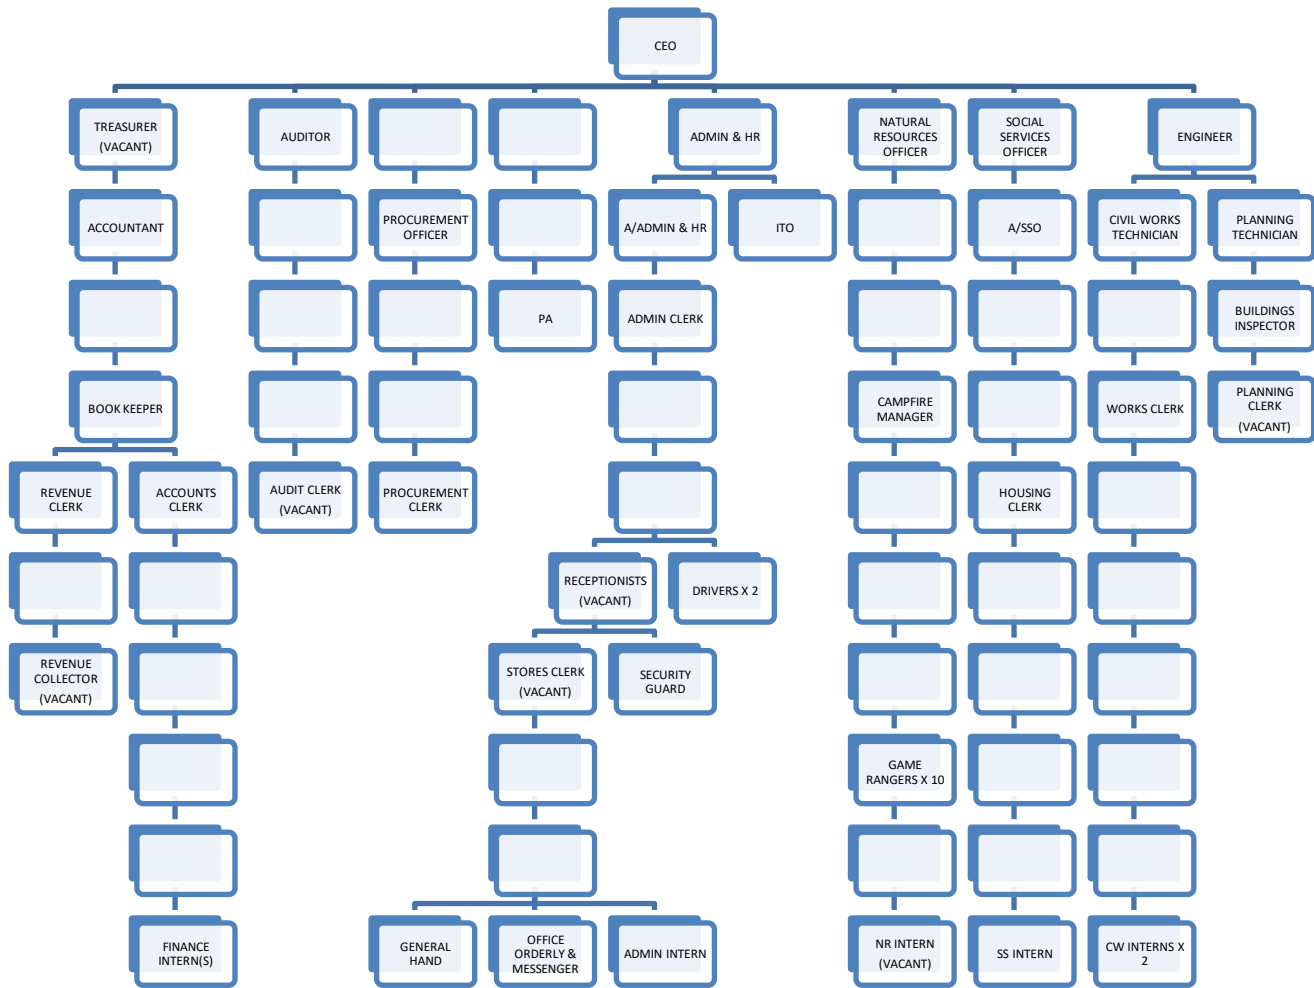 CEO
TREASURER
(VACANT)
AUDITOR
ADMIN & HR
NATURAL
RESOURCES
OFFICER
SOCIAL
SERVICES
OFFICER
ENGINEER
ACCOUNTANT
PROCUREMENT
OFFICER
A/ADMIN & HR
ITO
A/SSO
CIVIL WORKS
TECHNICIAN
PLANNING
TECHNICIAN
PA
ADMIN CLERK
BUILDINGS
INSPECTOR
BOOK KEEPER
CAMPFIRE
MANAGER
WORKS CLERK
PLANNING
CLERK
(VACANT)
REVENUE
CLERK
ACCOUNTS
CLERK
AUDIT CLERK
(VACANT)
PROCUREMENT
CLERK
HOUSING
CLERK
RECEPTIONISTS
(VACANT)
DRIVERS X 2
REVENUE
COLLECTOR
(VACANT)
STORES CLERK
(VACANT)
SECURITY
GUARD
GAME
RANGERS X 10
FINANCE
INTERN(S)
GENERAL
HAND
OFFICE
ORDERLY &
MESSENGER
ADMIN INTERN
NR INTERN
(VACANT)
SS INTERN
CW INTERNS X
2